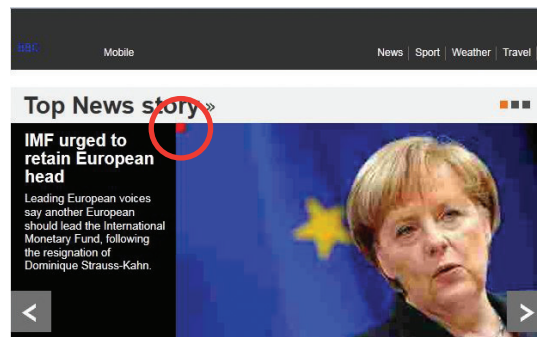 BBC
Mobile
News | Sport | Weather | Travel |
Top News story »
IMF urged to
retain European
head
Leading European voices
say another European
should lead the International
Monetary Fund, following
the resignation of
Dominique Strauss-Kahn.
< >